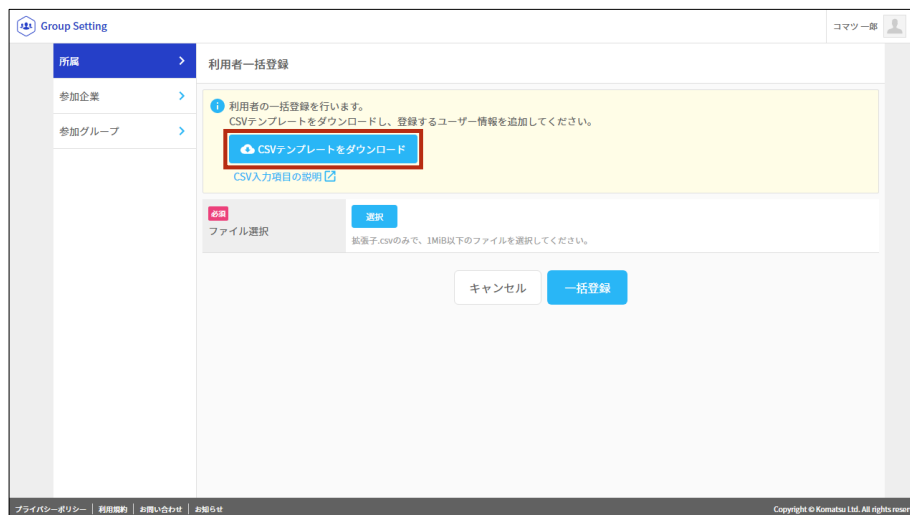 Group Setting
コマツ 一郎
所属
参加企業
参加グループ
利用者一括登録
利用者の一括登録を行います。
CSVテンプレートをダウンロードし、登録するユーザー情報を追加してください。
CSVテンプレートをダウンロード
CSV入力項目の説明
必須
ファイル選択
選択
拡張子.csvのみで、1MiB以下のファイルを選択してください。
キャンセル
一括登録
プライバシーポリシー | 利用規約 | お問い合わせ | お知らせ
Copyright © Komatsu Ltd. All rights reser